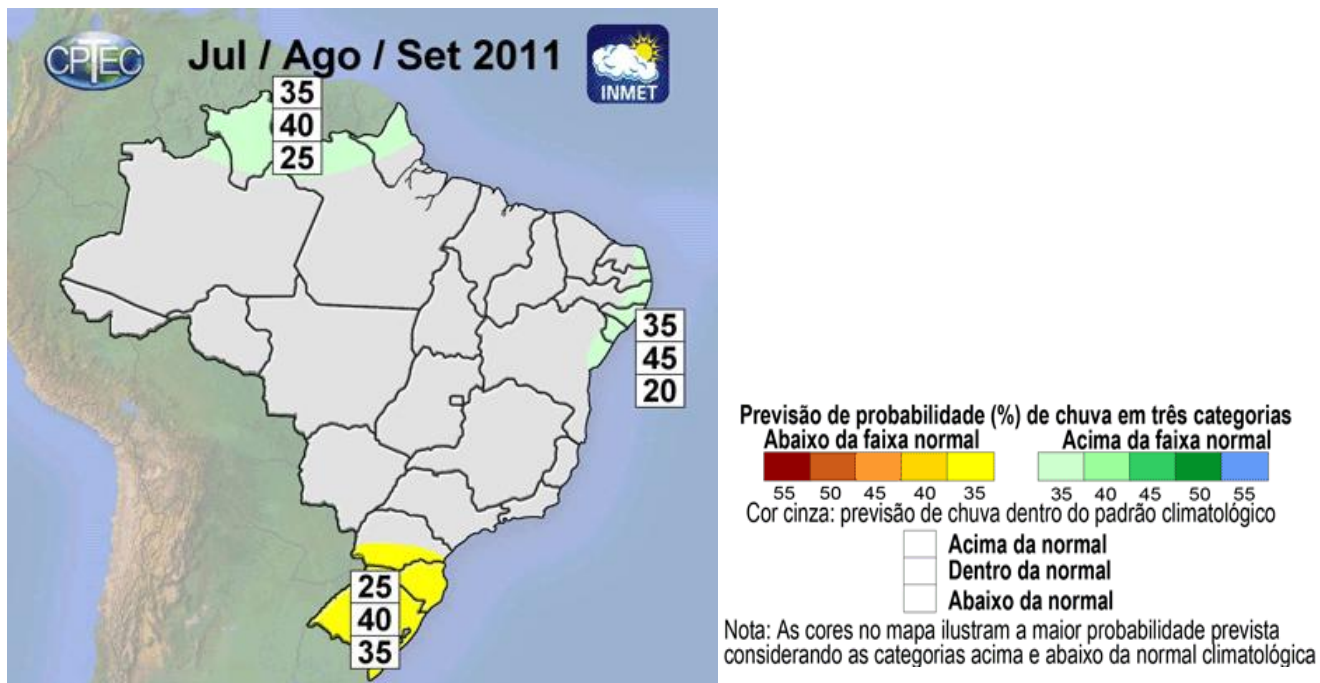 CPTEC
Jul / Ago / Set 2011
INMET
35
40
25
35
45
20
25
40
35
Previsão de probabilidade (%) de chuva em três categorias
Abaixo da faixa normal Acima da faixa normal
55 50 45 40 35 35 40 45 50 55
Cor cinza: previsão de chuva dentro do padrão climatológico
Acima da normal
Dentro da normal
Abaixo da normal
Nota: As cores no mapa ilustram a maior probabilidade prevista
considerando as categorias acima e abaixo da normal climatológica